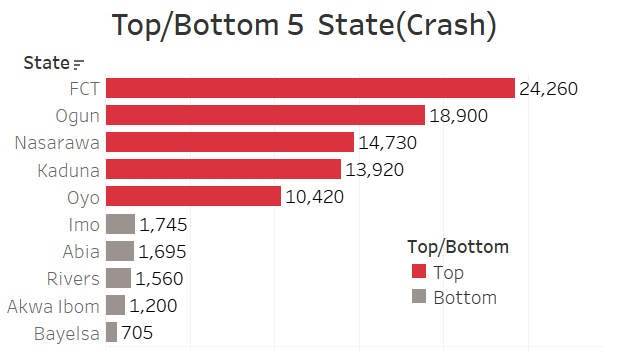 Top/Bottom 5 State(Crash)
State
FCT 24,260
Ogun 18,900
Nasarawa 14,730
Kaduna 13,920
Oyo 10,420
Imo 1,745
Abia 1,695
Rivers 1,560
Akwa Ibom 1,200
Bayelsa 705
Top/Bottom
Top
Bottom